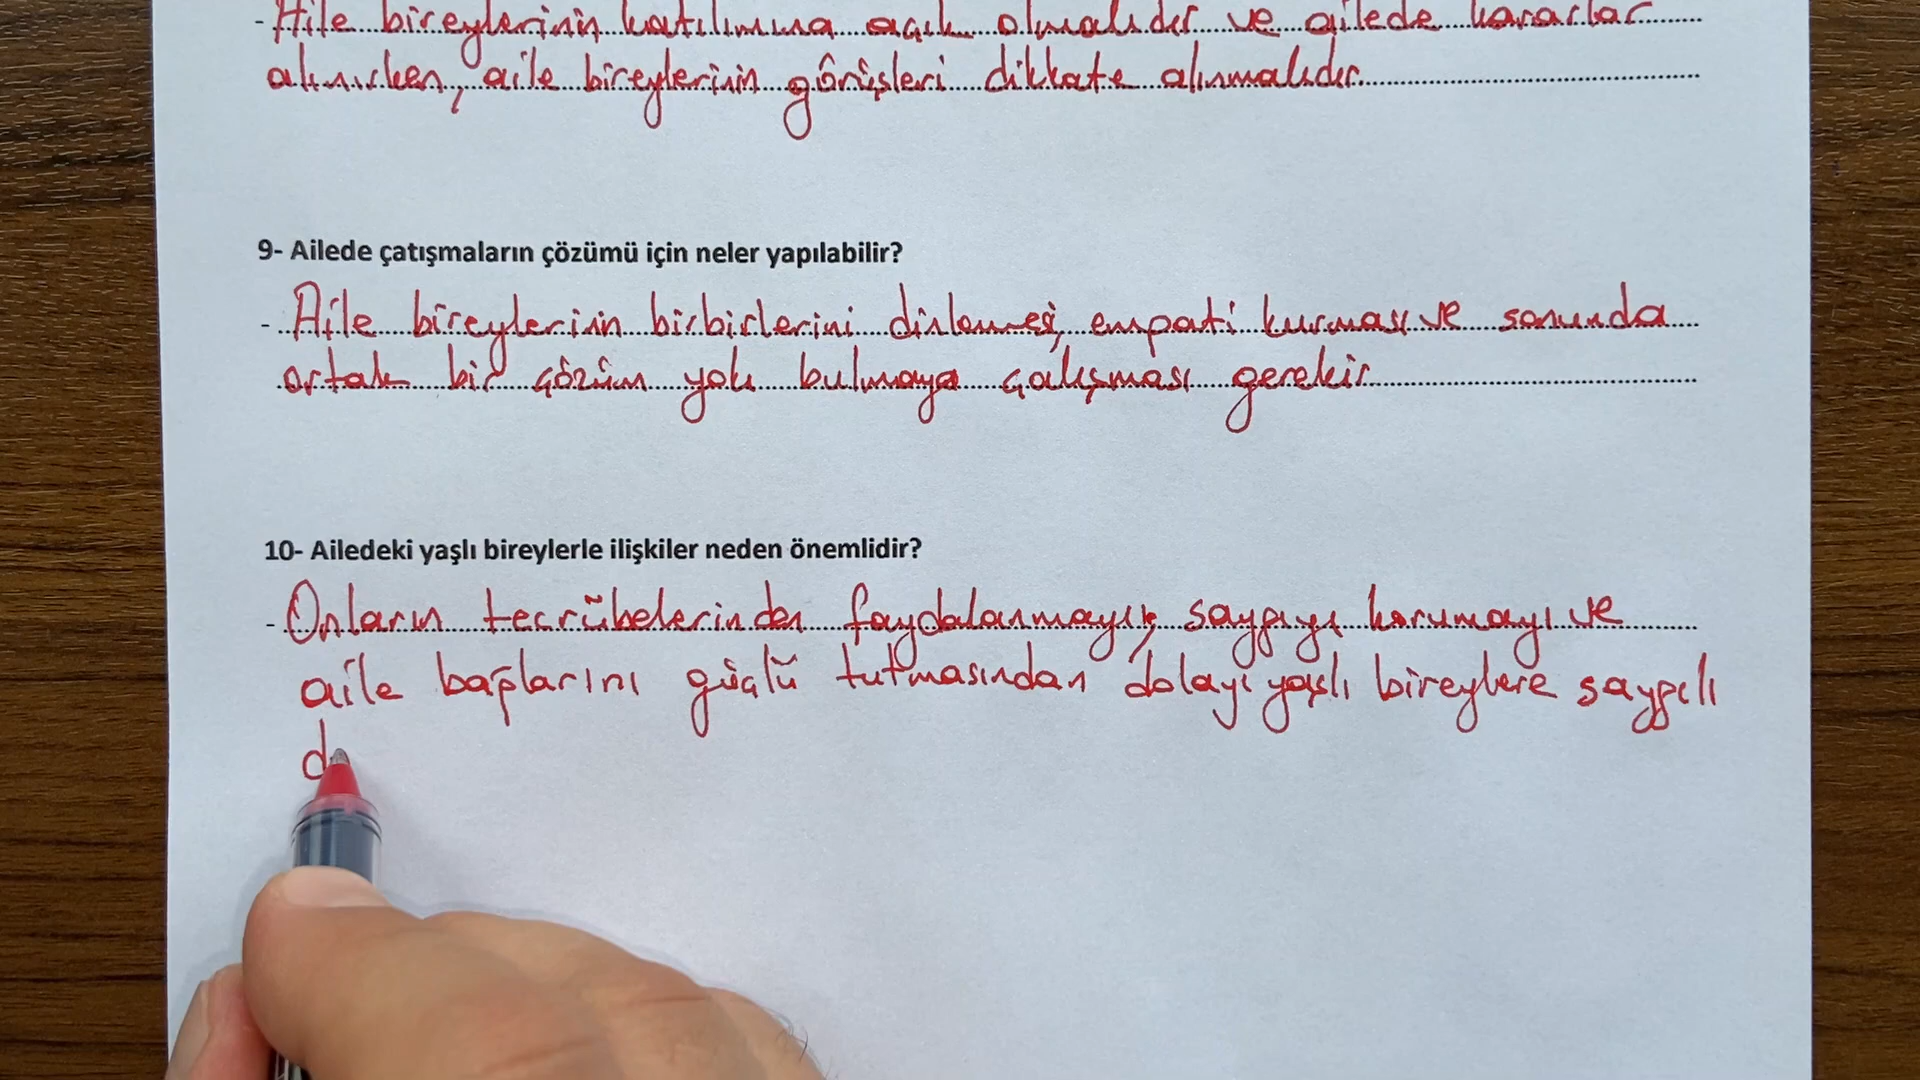 - Aile bireylerinin katılımına açık olmalıdır ve ailede kararlar
alınırken, aile bireylerinin görüşleri dikkate alınmalıdır.
9- Ailede çatışmaların çözümü için neler yapılabilir?
- Aile bireylerinin birbirlerini dinlemesi, empati kurması ve sonunda
ortak bir çözüm yolu bulmaya çalışması gerekir.
10- Ailedeki yaşlı bireylerle ilişkiler neden önemlidir?
- Onların tecrübelerinden faydalanmayı, saygıyı korumayı ve
aile bağlarını güçlü tutmasından dolayı yaşlı bireylere saygılı
d